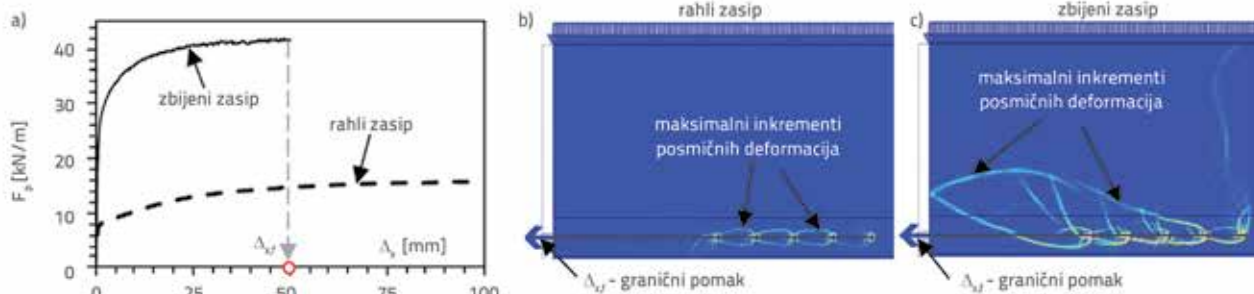 a)
F_p [kN/m]
40
30
20
10
0
zbijeni zasip
rahli zasip
Δ_xf
Δ_x [mm]
0 25 50 75 100
b)
rahli zasip
maksimalni inkrementi
posmičnih deformacija
Δ_xf - granični pomak
c)
zbijeni zasip
maksimalni inkrementi
posmičnih deformacija
Δ_xf - granični pomak